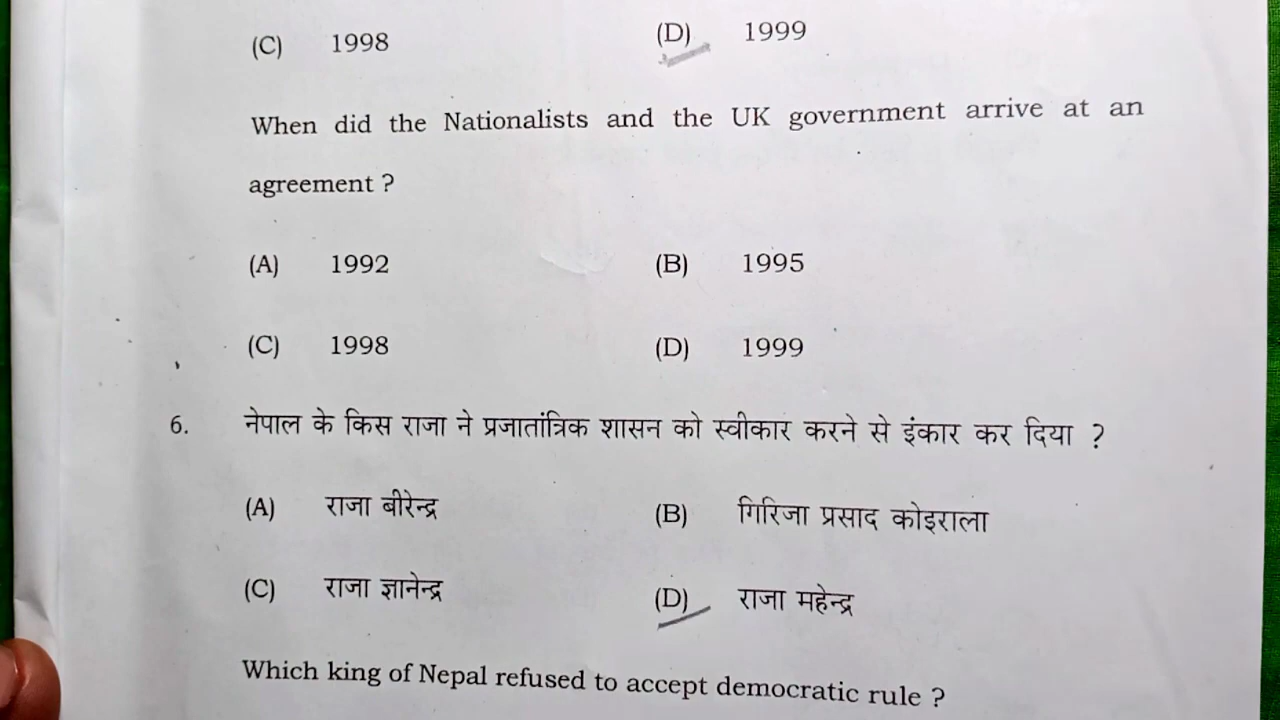 (C) 1998 (D) 1999
When did the Nationalists and the UK government arrive at an
agreement ?
(A) 1992 (B) 1995
(C) 1998 (D) 1999
6. नेपाल के किस राजा ने प्रजातांत्रिक शासन को स्वीकार करने से इंकार कर दिया ?
(A) राजा बीरेन्द्र (B) गिरिजा प्रसाद कोइराला
(C) राजा ज्ञानेन्द्र (D) राजा महेन्द्र
Which king of Nepal refused to accept democratic rule ?